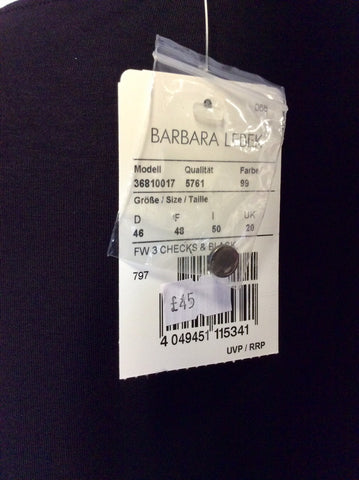 BARBARA LEBEK
Modell Qualität Farbe
36810017 5761 99
Größe / Size / Taille
D F I UK
46 48 50 20
FW 3 CHECKS & BLACK
797
£45
4 049451 115341
UVP / RRP